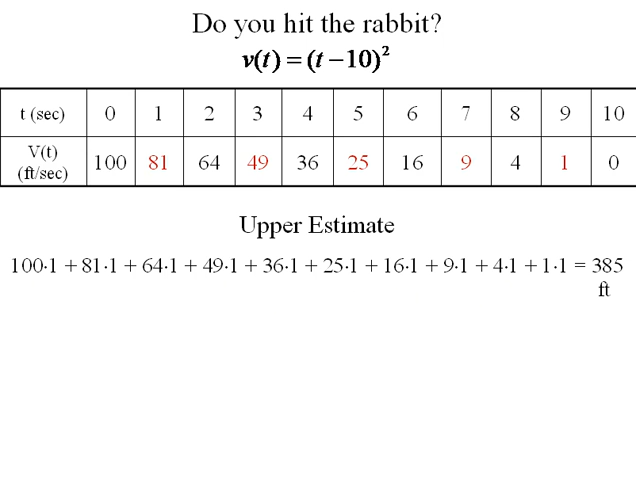 Do you hit the rabbit?
v(t) = (t – 10)²
t (sec) 0 1 2 3 4 5 6 7 8 9 10
V(t) (ft/sec) 100 81 64 49 36 25 16 9 4 1 0
Upper Estimate
100·1 + 81·1 + 64·1 + 49·1 + 36·1 + 25·1 + 16·1 + 9·1 + 4·1 + 1·1 = 385
ft